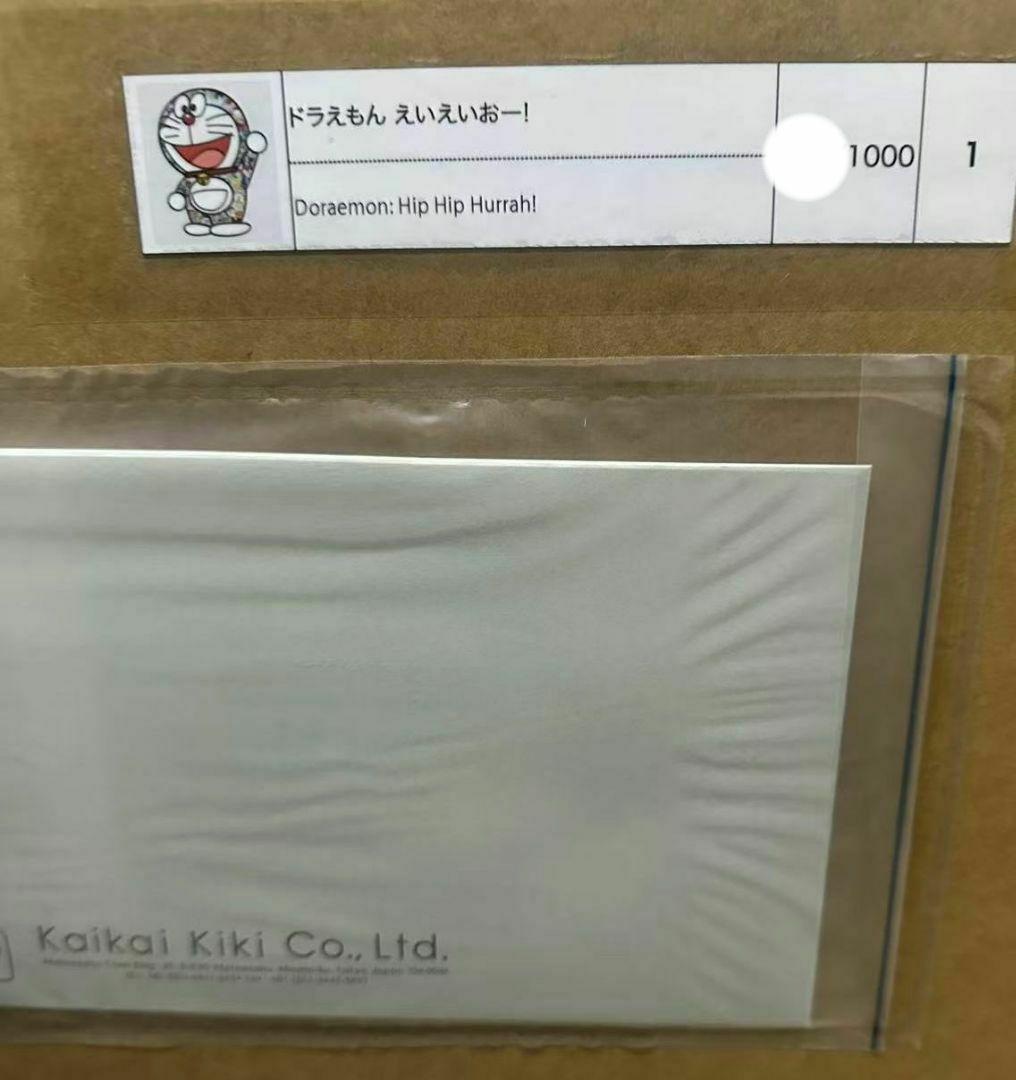 ドラえもん えいえいおー!
Doraemon: Hip Hip Hurrah!
1000
1
Kaikai Kiki Co., Ltd.